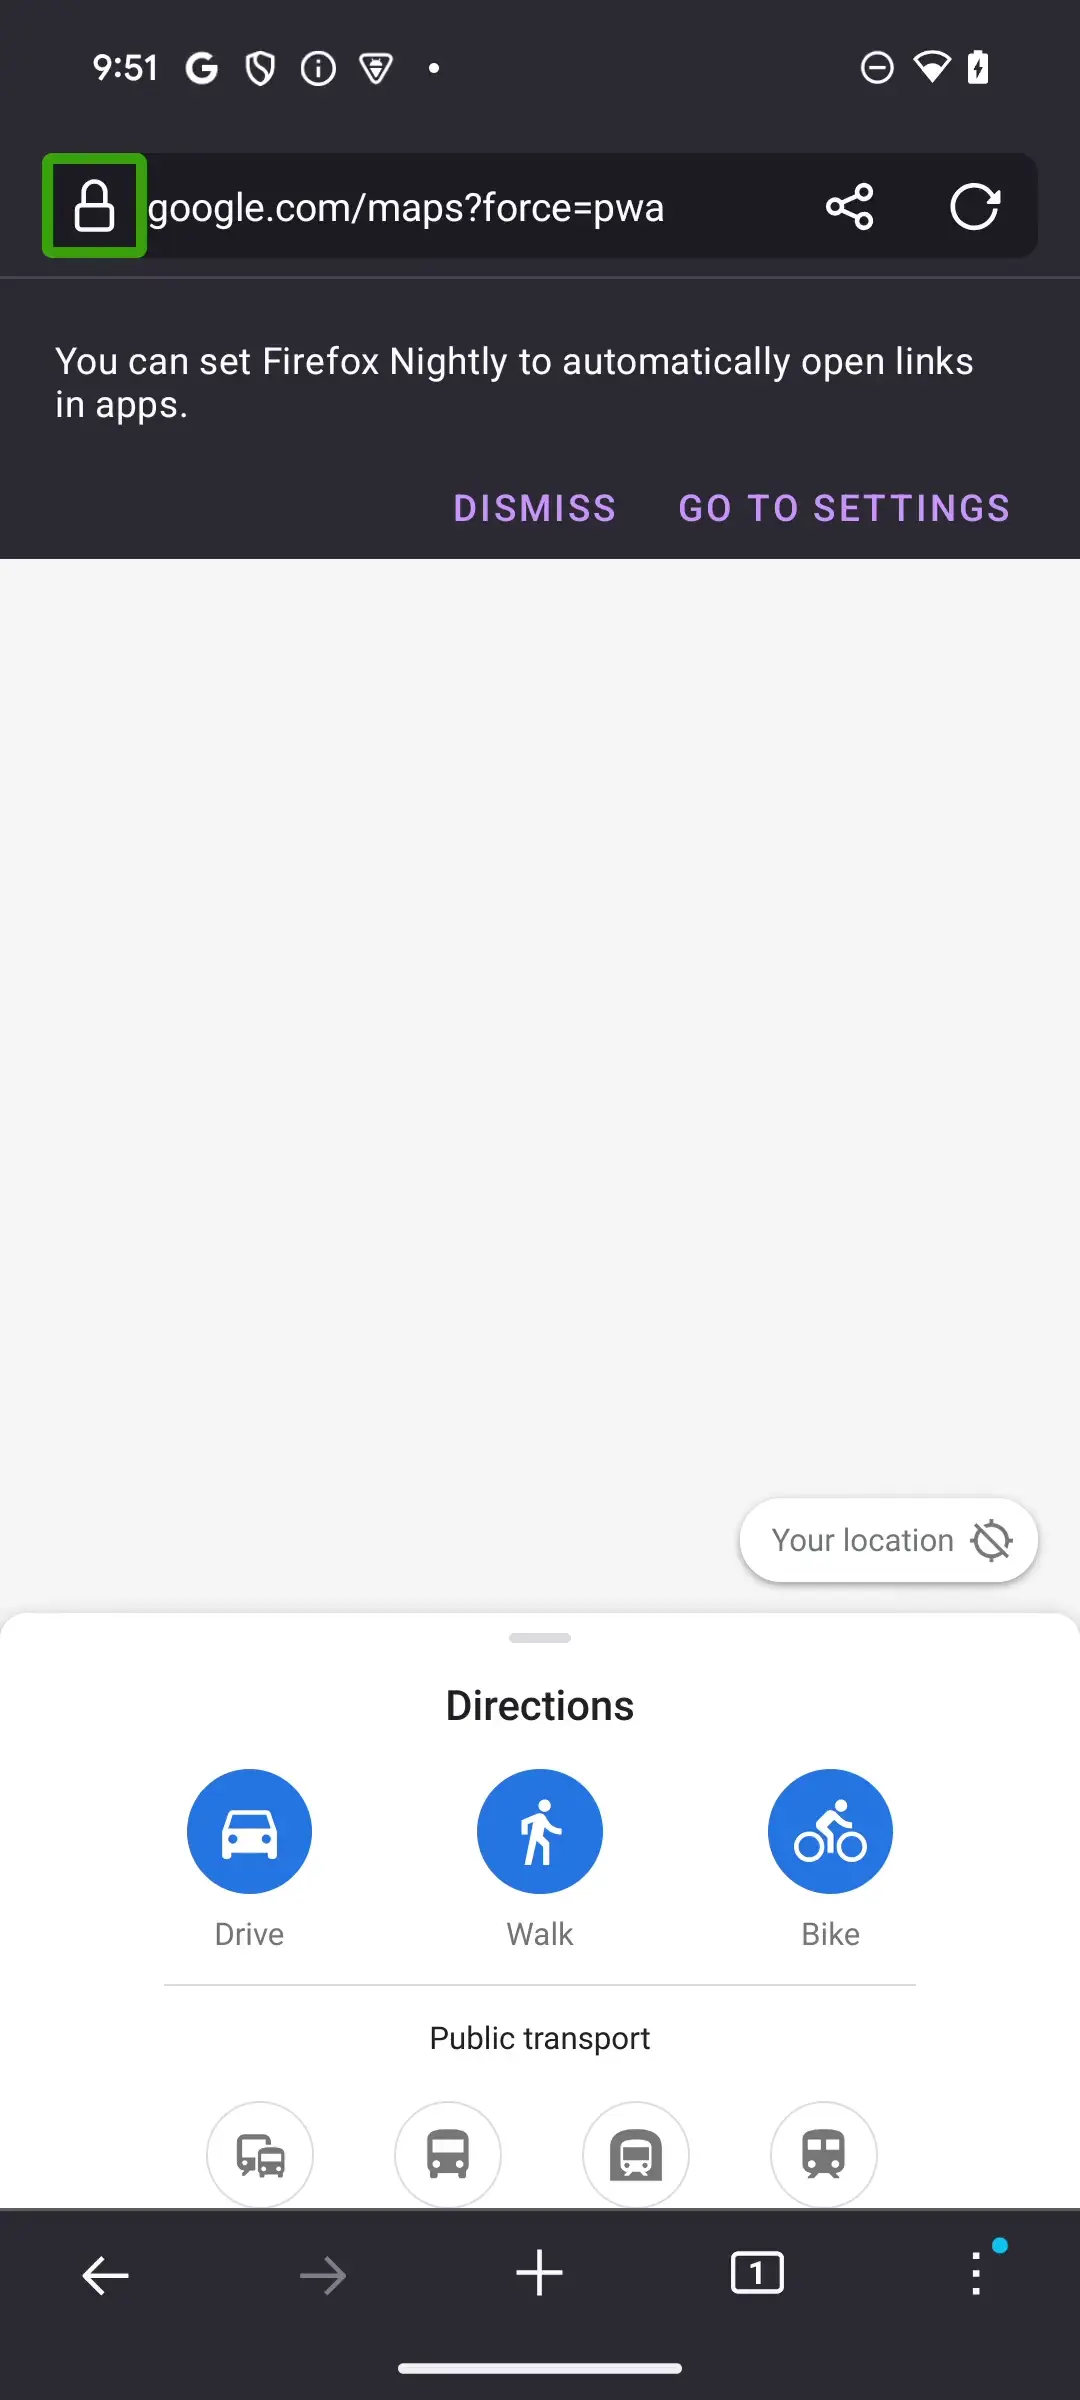 9:51
google.com/maps?force=pwa
You can set Firefox Nightly to automatically open links
in apps.
DISMISS GO TO SETTINGS
Your location
Directions
Drive Walk Bike
Public transport
1